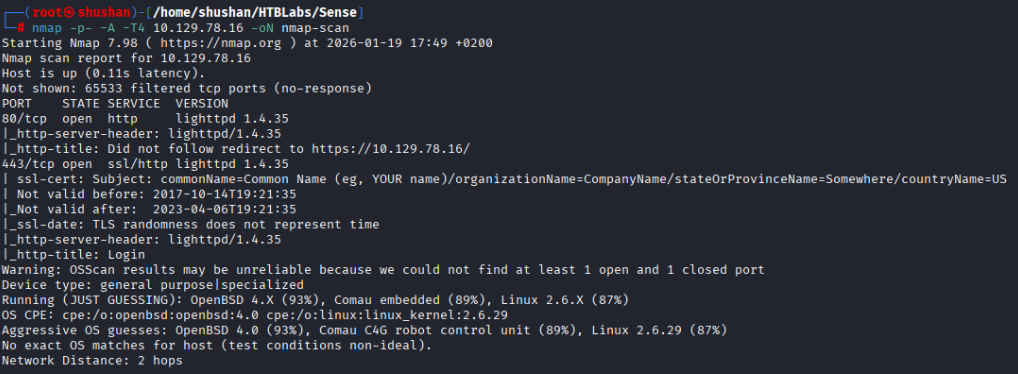 ┌──(root㉿shushan)-[/home/shushan/HTBLabs/Sense]
└─# nmap -p- -A -T4 10.129.78.16 -oN nmap-scan
Starting Nmap 7.98 ( https://nmap.org ) at 2026-01-19 17:49 +0200
Nmap scan report for 10.129.78.16
Host is up (0.11s latency).
Not shown: 65533 filtered tcp ports (no-response)
PORT    STATE SERVICE  VERSION
80/tcp  open  http     lighttpd 1.4.35
|_http-server-header: lighttpd/1.4.35
|_http-title: Did not follow redirect to https://10.129.78.16/
443/tcp open  ssl/http lighttpd 1.4.35
| ssl-cert: Subject: commonName=Common Name (eg, YOUR name)/organizationName=CompanyName/stateOrProvinceName=Somewhere/countryName=US
| Not valid before: 2017-10-14T19:21:35
|_Not valid after:  2023-04-06T19:21:35
|_ssl-date: TLS randomness does not represent time
|_http-server-header: lighttpd/1.4.35
|_http-title: Login
Warning: OSScan results may be unreliable because we could not find at least 1 open and 1 closed port
Device type: general purpose|specialized
Running (JUST GUESSING): OpenBSD 4.X (93%), Comau embedded (89%), Linux 2.6.X (87%)
OS CPE: cpe:/o:openbsd:openbsd:4.0 cpe:/o:linux:linux_kernel:2.6.29
Aggressive OS guesses: OpenBSD 4.0 (93%), Comau C4G robot control unit (89%), Linux 2.6.29 (87%)
No exact OS matches for host (test conditions non-ideal).
Network Distance: 2 hops